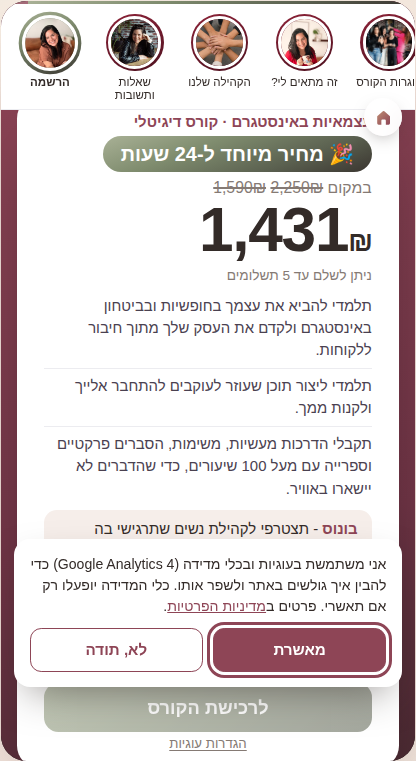 הרשמה
שאלות
ותשובות
הקהילה שלנו
זה מתאים לי?
וגרות הקורס
עצמאיות באינסטגרם · קורס דיגיטלי
🎉 מחיר מיוחד ל-24 שעות
במקום 2,250₪ 1,590₪
1,431₪
ניתן לשלם עד 5 תשלומים
תלמדי להביא את עצמך בחופשיות ובביטחון
באינסטגרם ולקדם את העסק שלך מתוך חיבור
ללקוחות.
תלמדי ליצור תוכן שעוזר לעוקבים להתחבר אלייך
ולקנות ממך.
תקבלי הדרכות מעשיות, משימות, הסברים פרקטיים
וספרייה עם מעל 100 שיעורים, כדי שהדברים לא
יישארו באוויר.
בונוס - תצטרפי לקהילת נשים שתרגישי בה
אני משתמשת בעוגיות ובכלי מדידה (Google Analytics 4) כדי
להבין איך גולשים באתר ולשפר אותו. כלי המדידה יופעלו רק
אם תאשרי. פרטים במדיניות הפרטיות.
מאשרת
לא, תודה
לרכישת הקורס
הגדרות עוגיות